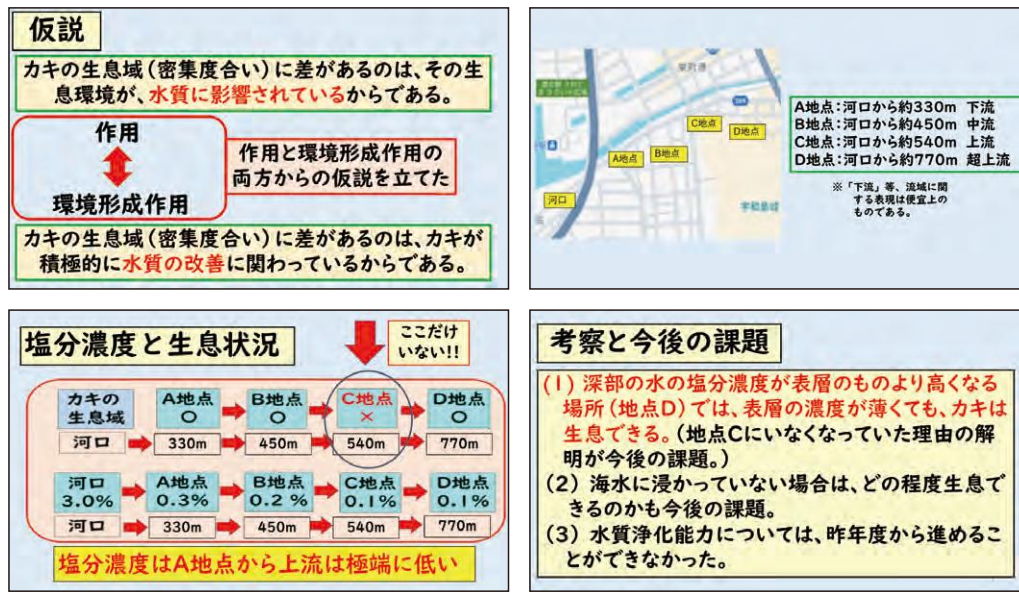 仮説
カキの生息域(密集度合い)に差があるのは、その生
息環境が、水質に影響されているからである。
作用
環境形成作用
作用と環境形成作用の
両方からの仮説を立てた
カキの生息域(密集度合い)に差があるのは、カキが
積極的に水質の改善に関わっているからである。
栄町港
C地点
D地点
A地点
B地点
河口
宇和島城
A地点:河口から約330m 下流
B地点:河口から約450m 中流
C地点:河口から約540m 上流
D地点:河口から約770m 超上流
※「下流」等、流域に関
する表現は便宜上の
ものである。
塩分濃度と生息状況
ここだけ
いない!!
カキの
生息域
A地点
○
B地点
○
C地点
×
D地点
○
河口
330m
450m
540m
770m
河口
3.0%
A地点
0.3%
B地点
0.2%
C地点
0.1%
D地点
0.1%
河口
330m
450m
540m
770m
塩分濃度はA地点から上流は極端に低い
考察と今後の課題
(1)深部の水の塩分濃度が表層のものより高くなる
場所(地点D)では、表層の濃度が薄くても、カキは
生息できる。(地点Cにいなくなっていた理由の解
明が今後の課題。)
(2)海水に浸かっていない場合は、どの程度生息で
きるのかも今後の課題。
(3)水質浄化能力については、昨年度から進めるこ
とができなかった。